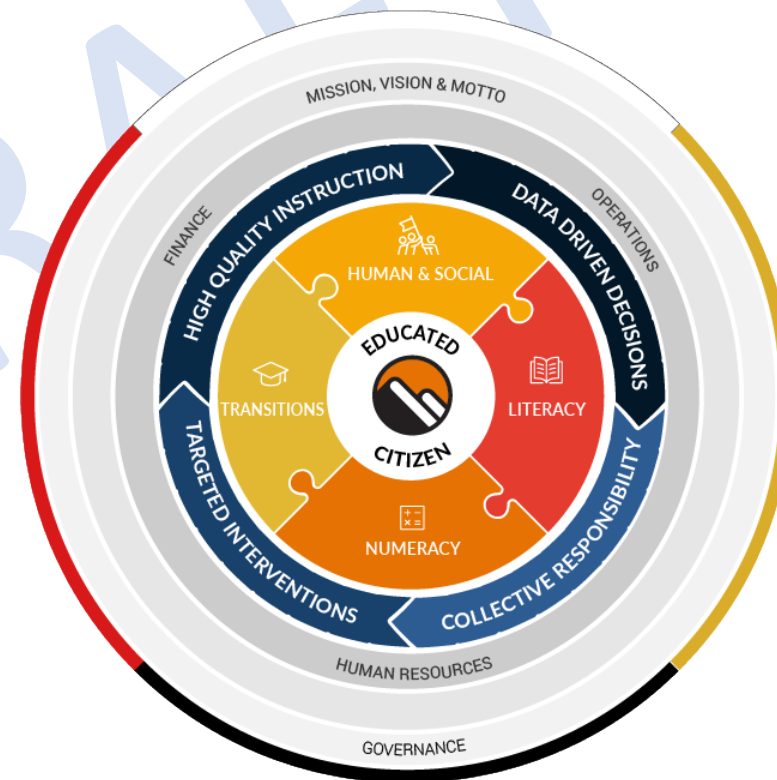 MISSION, VISION & MOTTO
FINANCE
OPERATIONS
HIGH QUALITY INSTRUCTION
DATA DRIVEN DECISIONS
HUMAN & SOCIAL
EDUCATED
TRANSITIONS
LITERACY
CITIZEN
NUMERACY
TARGETED INTERVENTIONS
COLLECTIVE RESPONSIBILITY
HUMAN RESOURCES
GOVERNANCE